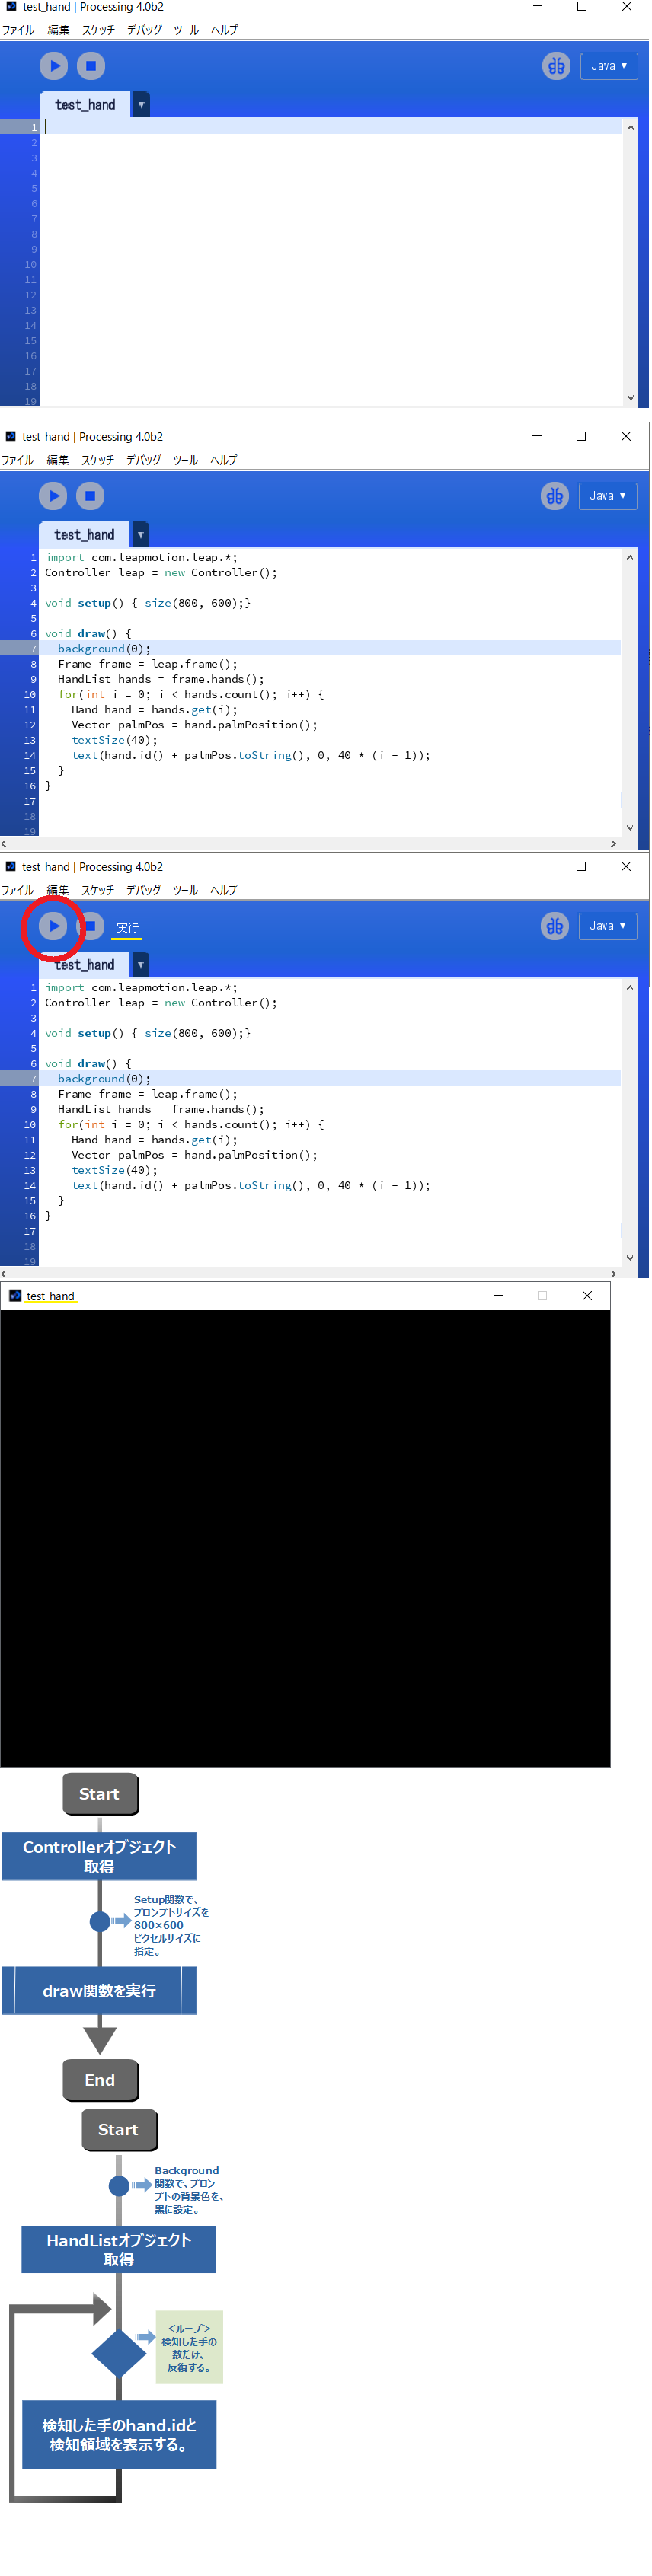 test_hand | Processing 4.0b2
ファイル 編集 スケッチ デバッグ ツール ヘルプ
Java ▼
test_hand ▼
1
2
3
4
5
6
7
8
9
10
11
12
13
14
15
16
17
18
19
test_hand | Processing 4.0b2
ファイル 編集 スケッチ デバッグ ツール ヘルプ
Java ▼
test_hand ▼
1 import com.leapmotion.leap.*;
2 Controller leap = new Controller();
3
4 void setup() { size(800, 600);}
5
6 void draw() {
7 background(0);
8 Frame frame = leap.frame();
9 HandList hands = frame.hands();
10 for(int i = 0; i < hands.count(); i++) {
11 Hand hand = hands.get(i);
12 Vector palmPos = hand.palmPosition();
13 textSize(40);
14 text(hand.id() + palmPos.toString(), 0, 40 * (i + 1));
15 }
16 }
17
18
19
test_hand | Processing 4.0b2
ファイル 編集 スケッチ デバッグ ツール ヘルプ
実行
Java ▼
test_hand ▼
1 import com.leapmotion.leap.*;
2 Controller leap = new Controller();
3
4 void setup() { size(800, 600);}
5
6 void draw() {
7 background(0);
8 Frame frame = leap.frame();
9 HandList hands = frame.hands();
10 for(int i = 0; i < hands.count(); i++) {
11 Hand hand = hands.get(i);
12 Vector palmPos = hand.palmPosition();
13 textSize(40);
14 text(hand.id() + palmPos.toString(), 0, 40 * (i + 1));
15 }
16 }
17
18
19
test_hand
Start
Controllerオブジェクト
取得
Setup関数で、
プロンプトサイズを
800×600
ピクセルサイズに
指定。
draw関数を実行
End
Start
Background
関数で、プロン
プトの背景色を、
黒に設定。
HandListオブジェクト
取得
<ループ>
検知した手の
数だけ、
反復する。
検知した手のhand.idと
検知領域を表示する。